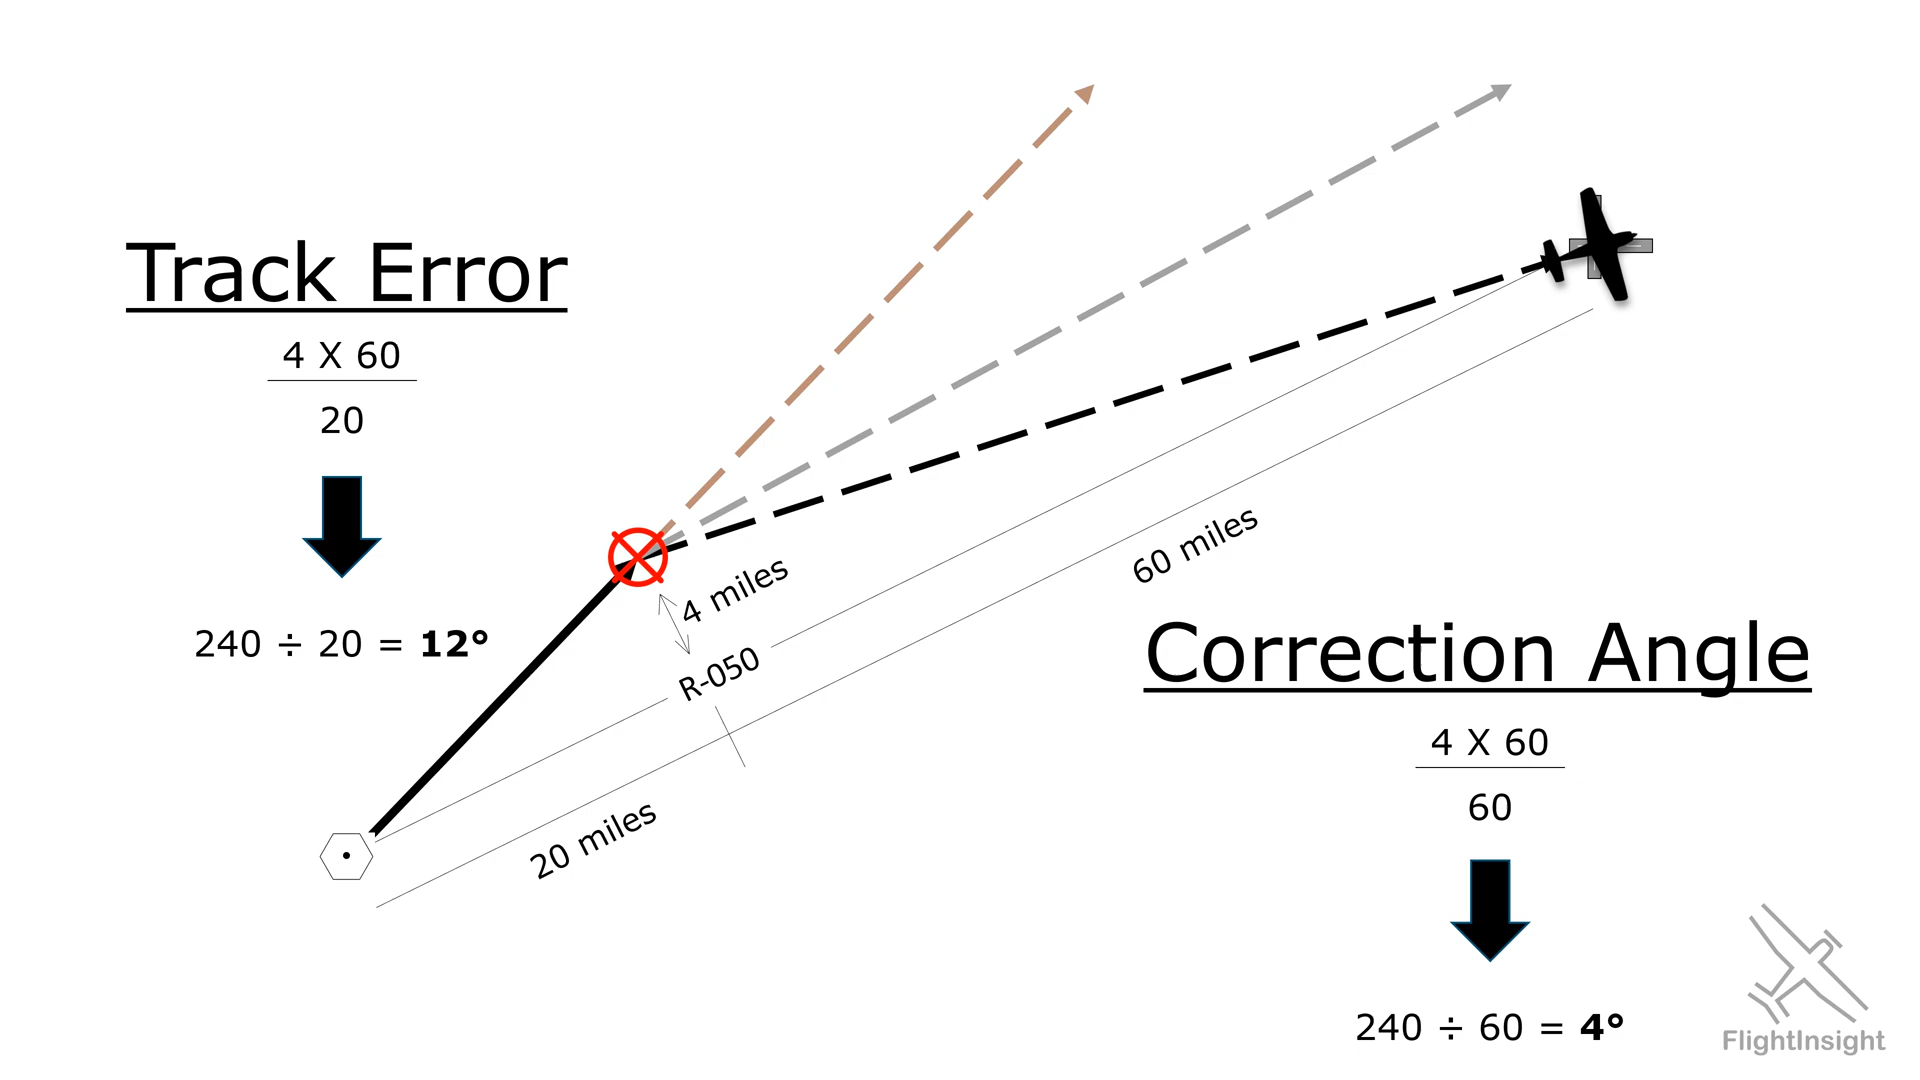 Track Error
4 X 60
20
240 ÷ 20 = 12°
4 miles
R-050
20 miles
60 miles
Correction Angle
4 X 60
60
240 ÷ 60 = 4°
FlightInsight